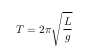 T = 2π√(L/g)